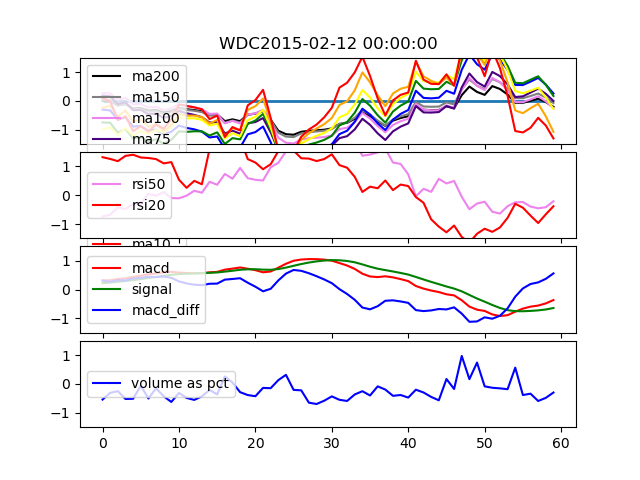 WDC2015-02-12 00:00:00
1
0
−1
ma200
ma150
ma100
ma75
1
0
−1
rsi50
rsi20
ma10
1
0
−1
macd
signal
macd_diff
1
0
−1
volume as pct
0 10 20 30 40 50 60